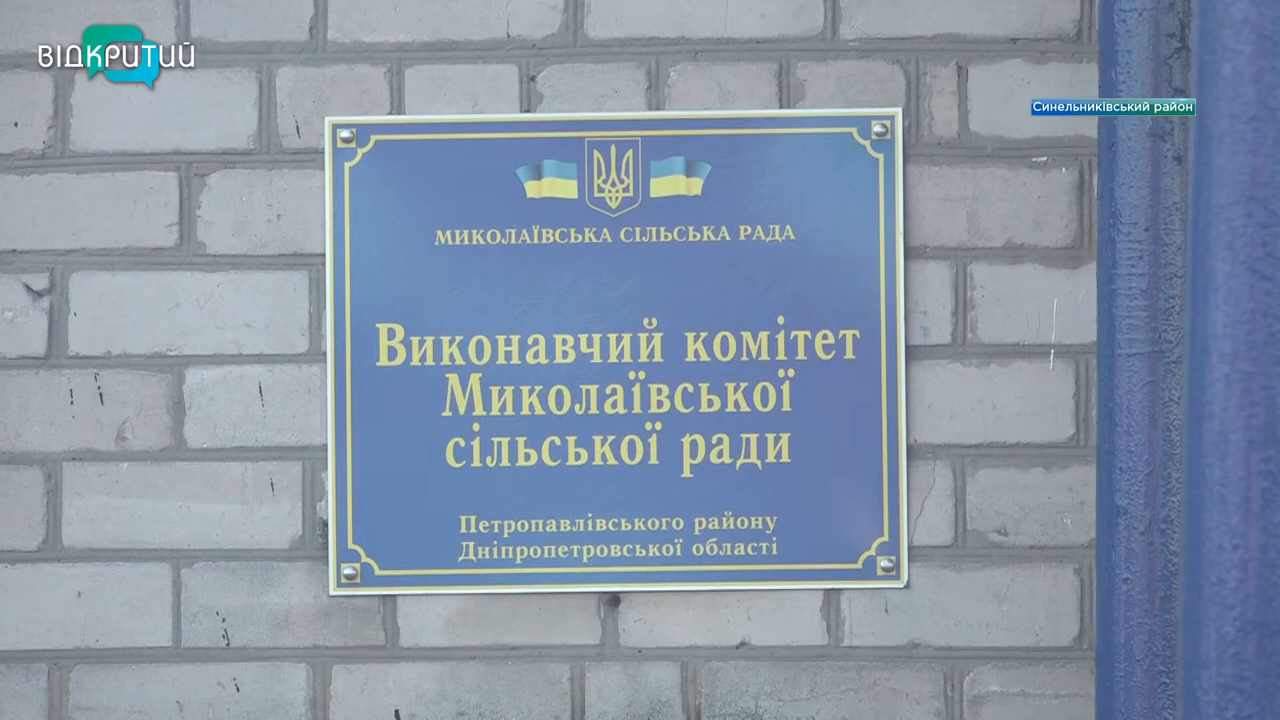 ВІДКРИТИЙ
Синельниківський район
МИКОЛАЇВСЬКА СІЛЬСЬКА РАДА
Виконавчий комітет
Миколаївської
сільської ради
Петропавлівського району
Дніпропетровської області